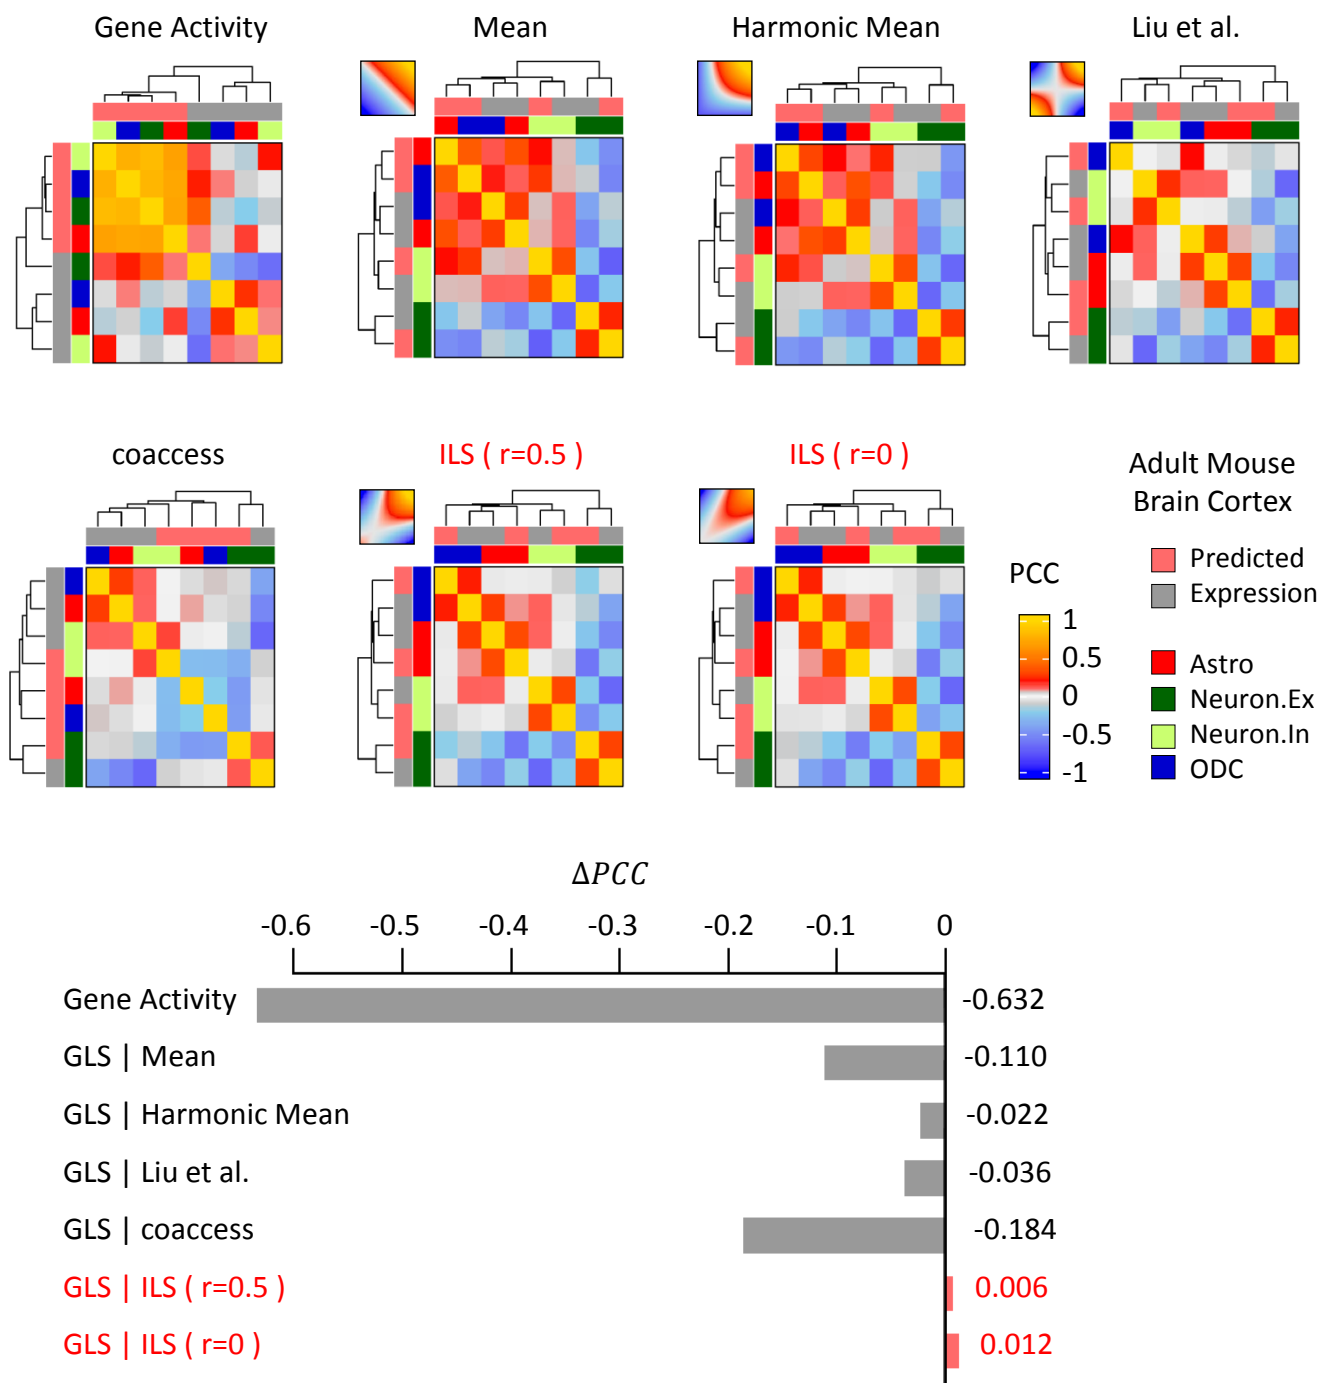 Gene Activity
Mean
Harmonic Mean
Liu et al.
coaccess
ILS ( r=0.5 )
ILS ( r=0 )
Adult Mouse
Brain Cortex
Predicted
Expression
PCC
1
0.5
0
-0.5
-1
Astro
Neuron.Ex
Neuron.In
ODC
ΔPCC
-0.6 -0.5 -0.4 -0.3 -0.2 -0.1 0
Gene Activity -0.632
GLS | Mean -0.110
GLS | Harmonic Mean -0.022
GLS | Liu et al. -0.036
GLS | coaccess -0.184
GLS | ILS ( r=0.5 ) 0.006
GLS | ILS ( r=0 ) 0.012